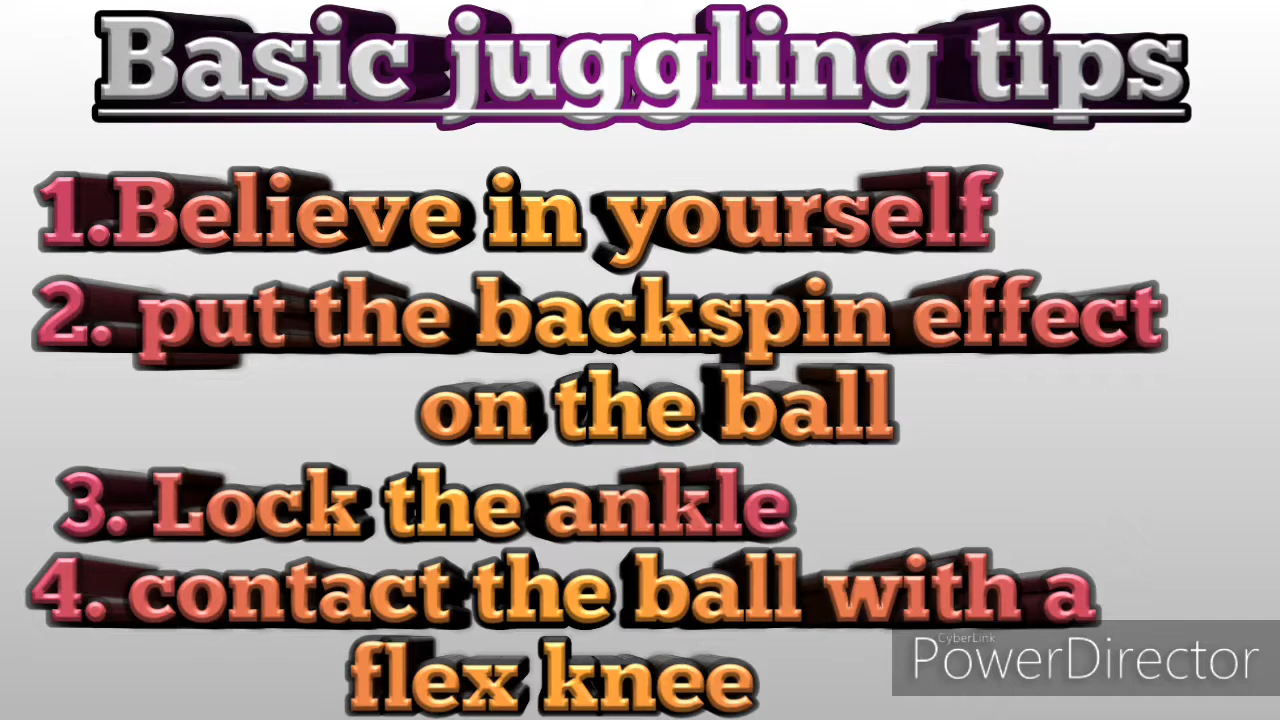 Basic juggling tips
1.Believe in yourself
2. put the backspin effect
on the ball
3. Lock the ankle
4. contact the ball with a
flex knee
CyberLink
PowerDirector